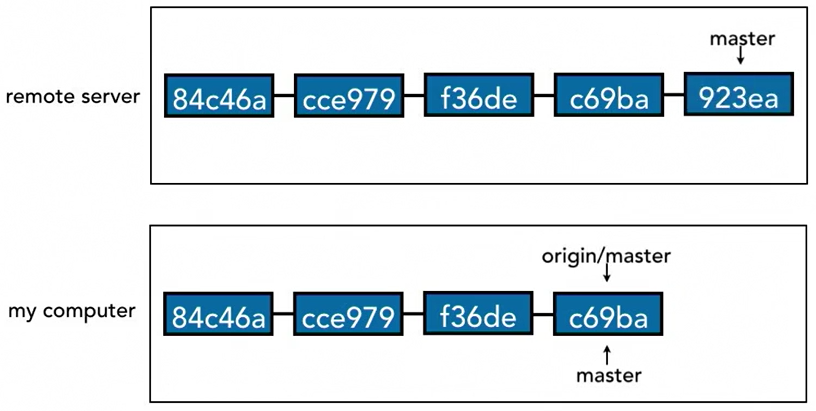 master
remote server
84c46a
cce979
f36de
c69ba
923ea
origin/master
my computer
84c46a
cce979
f36de
c69ba
master